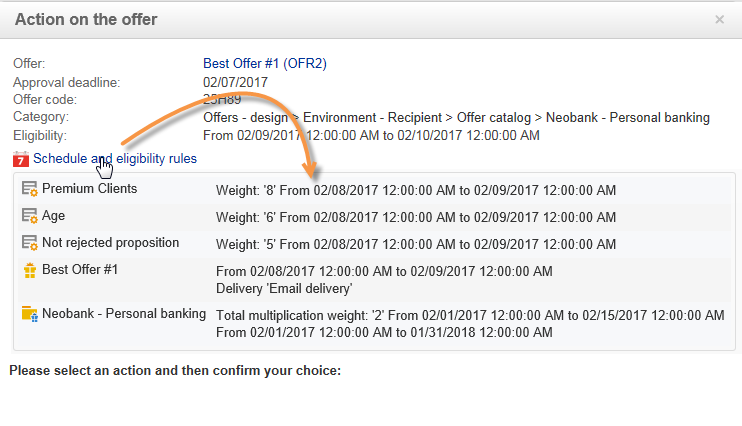 Action on the offer ×
Offer: Best Offer #1 (OFR2)
Approval deadline: 02/07/2017
Offer code: 25H89
Category: Offers - design > Environment - Recipient > Offer catalog > Neobank - Personal banking
Eligibility: From 02/09/2017 12:00:00 AM to 02/10/2017 12:00:00 AM
7 Schedule and eligibility rules
Premium Clients Weight: '8' From 02/08/2017 12:00:00 AM to 02/09/2017 12:00:00 AM
Age Weight: '6' From 02/08/2017 12:00:00 AM to 02/09/2017 12:00:00 AM
Not rejected proposition Weight: '5' From 02/08/2017 12:00:00 AM to 02/09/2017 12:00:00 AM
Best Offer #1 From 02/08/2017 12:00:00 AM to 02/09/2017 12:00:00 AM
Delivery 'Email delivery'
Neobank - Personal banking Total multiplication weight: '2' From 02/01/2017 12:00:00 AM to 02/15/2017 12:00:00 AM
From 02/01/2017 12:00:00 AM to 01/31/2018 12:00:00 AM
Please select an action and then confirm your choice: